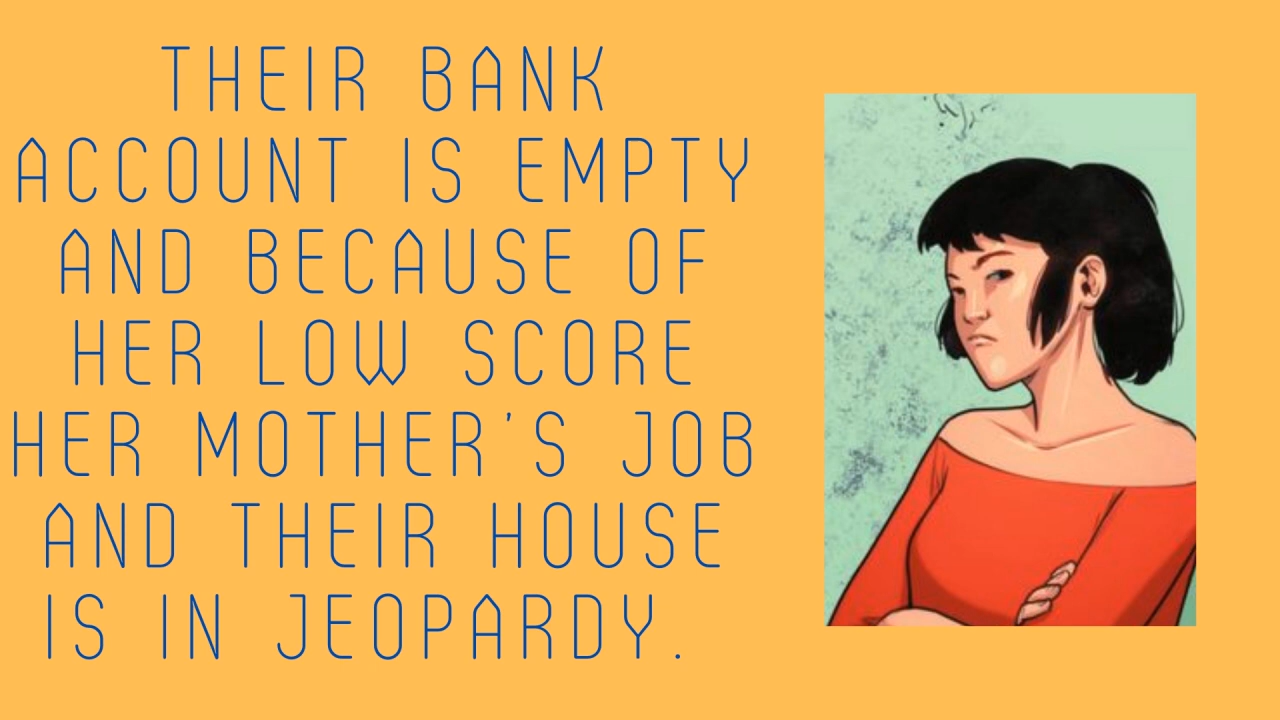 THEIR BANK
ACCOUNT IS EMPTY
AND BECAUSE OF
HER LOW SCORE
HER MOTHER'S JOB
AND THEIR HOUSE
IS IN JEOPARDY.